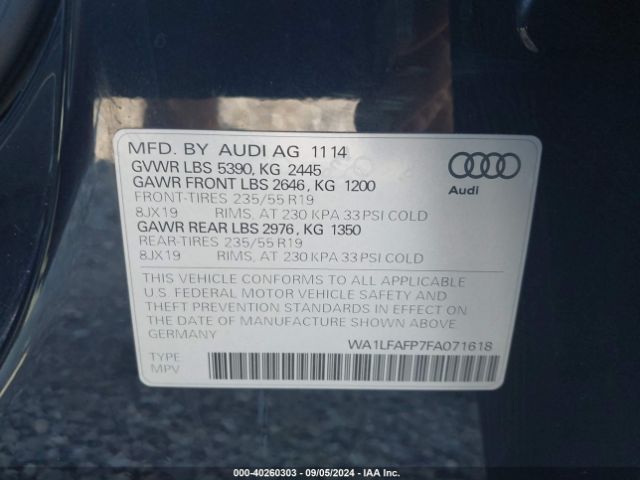 MFD. BY AUDI AG 11 14
GVWR LBS 5390, KG 2445
GAWR FRONT LBS 2646, KG 1200
FRONT-TIRES 235/55 R19
8JX19 RIMS, AT 230 KPA 33 PSI COLD
GAWR REAR LBS 2976, KG 1350
REAR-TIRES 235/55 R19
8JX19 RIMS, AT 230 KPA 33 PSI COLD
Audi
THIS VEHICLE CONFORMS TO ALL APPLICABLE
U.S. FEDERAL MOTOR VEHICLE SAFETY AND
THEFT PREVENTION STANDARDS IN EFFECT ON
THE DATE OF MANUFACTURE SHOWN ABOVE
GERMANY
WA1LFAFP7FA071618
TYPE:
MPV
000-40260303 - 09/05/2024 - IAA Inc.